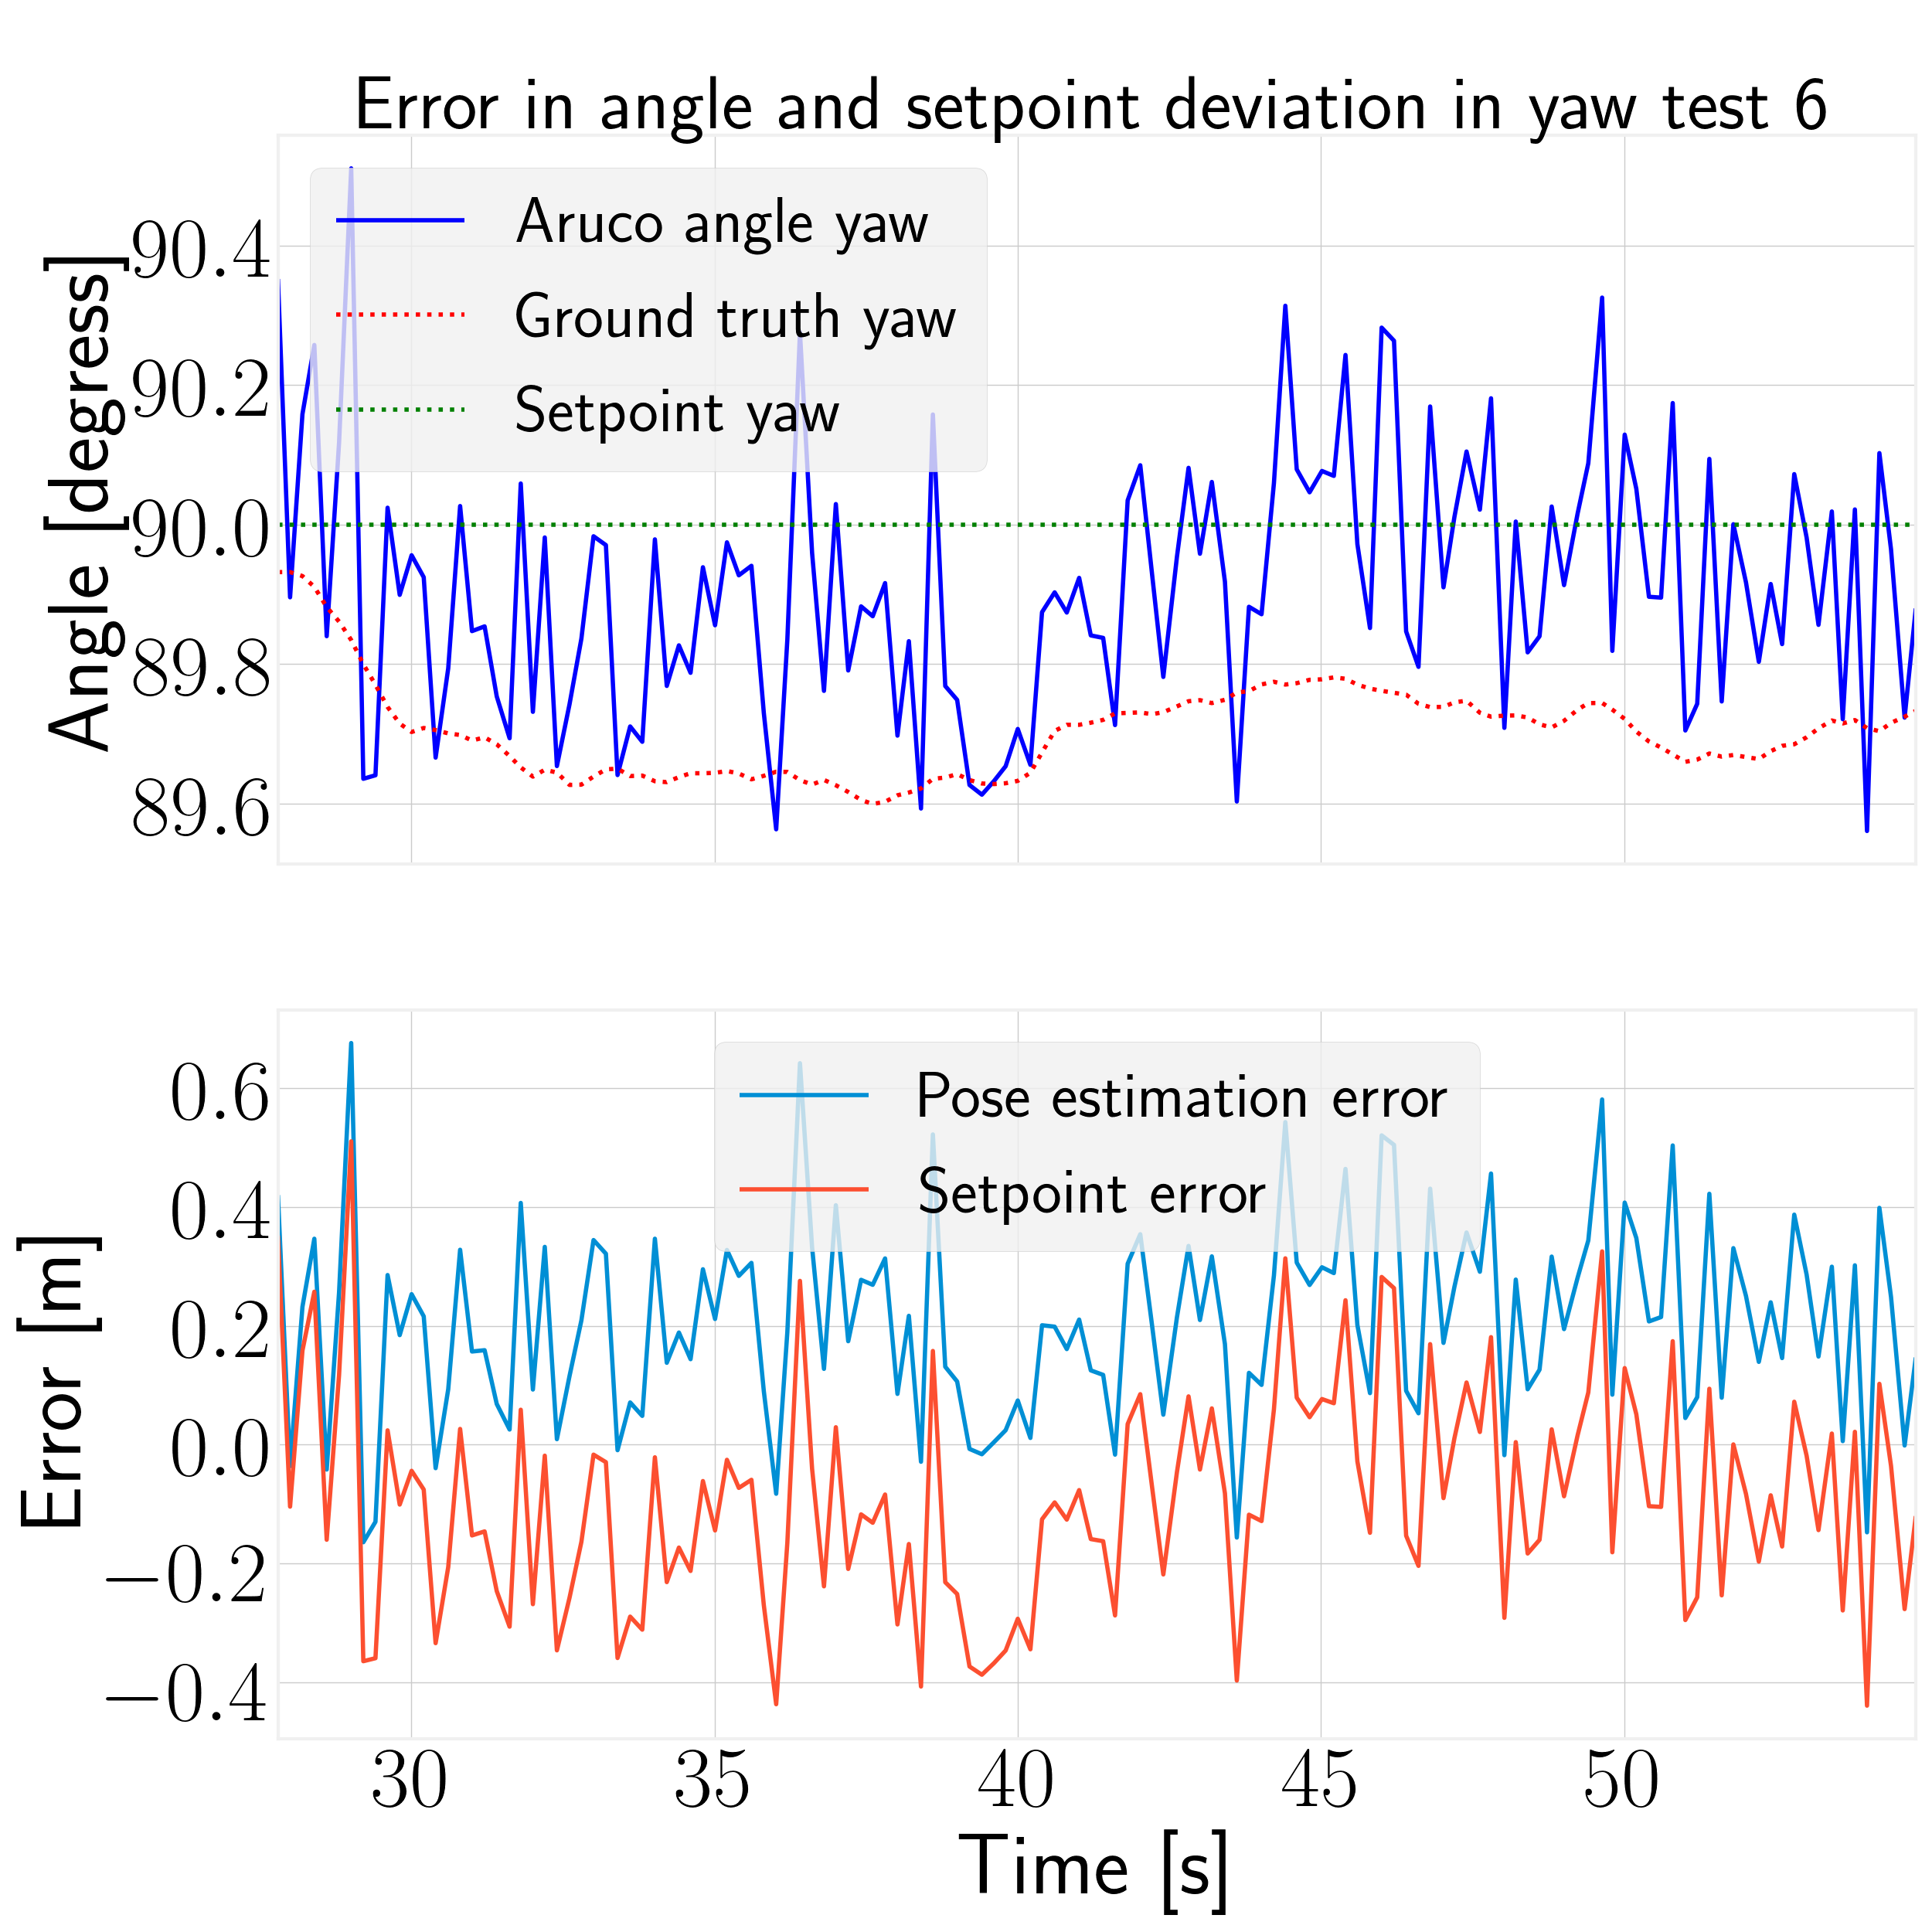 Error in angle and setpoint deviation in yaw test 6
Angle [degress]
90.4
90.2
90.0
89.8
89.6
Aruco angle yaw
Ground truth yaw
Setpoint yaw
Error [m]
0.6
0.4
0.2
0.0
−0.2
−0.4
Pose estimation error
Setpoint error
30 35 40 45 50
Time [s]